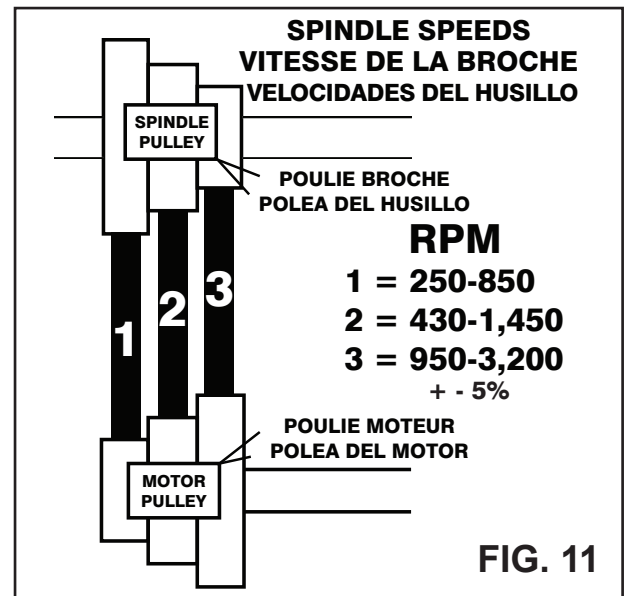 SPINDLE SPEEDS
VITESSE DE LA BROCHE
VELOCIDADES DEL HUSILLO
SPINDLE
PULLEY
POULIE BROCHE
POLEA DEL HUSILLO
RPM
1 = 250-850
2 = 430-1,450
3 = 950-3,200
+ - 5%
1
2
3
POULIE MOTEUR
POLEA DEL MOTOR
MOTOR
PULLEY
FIG. 11